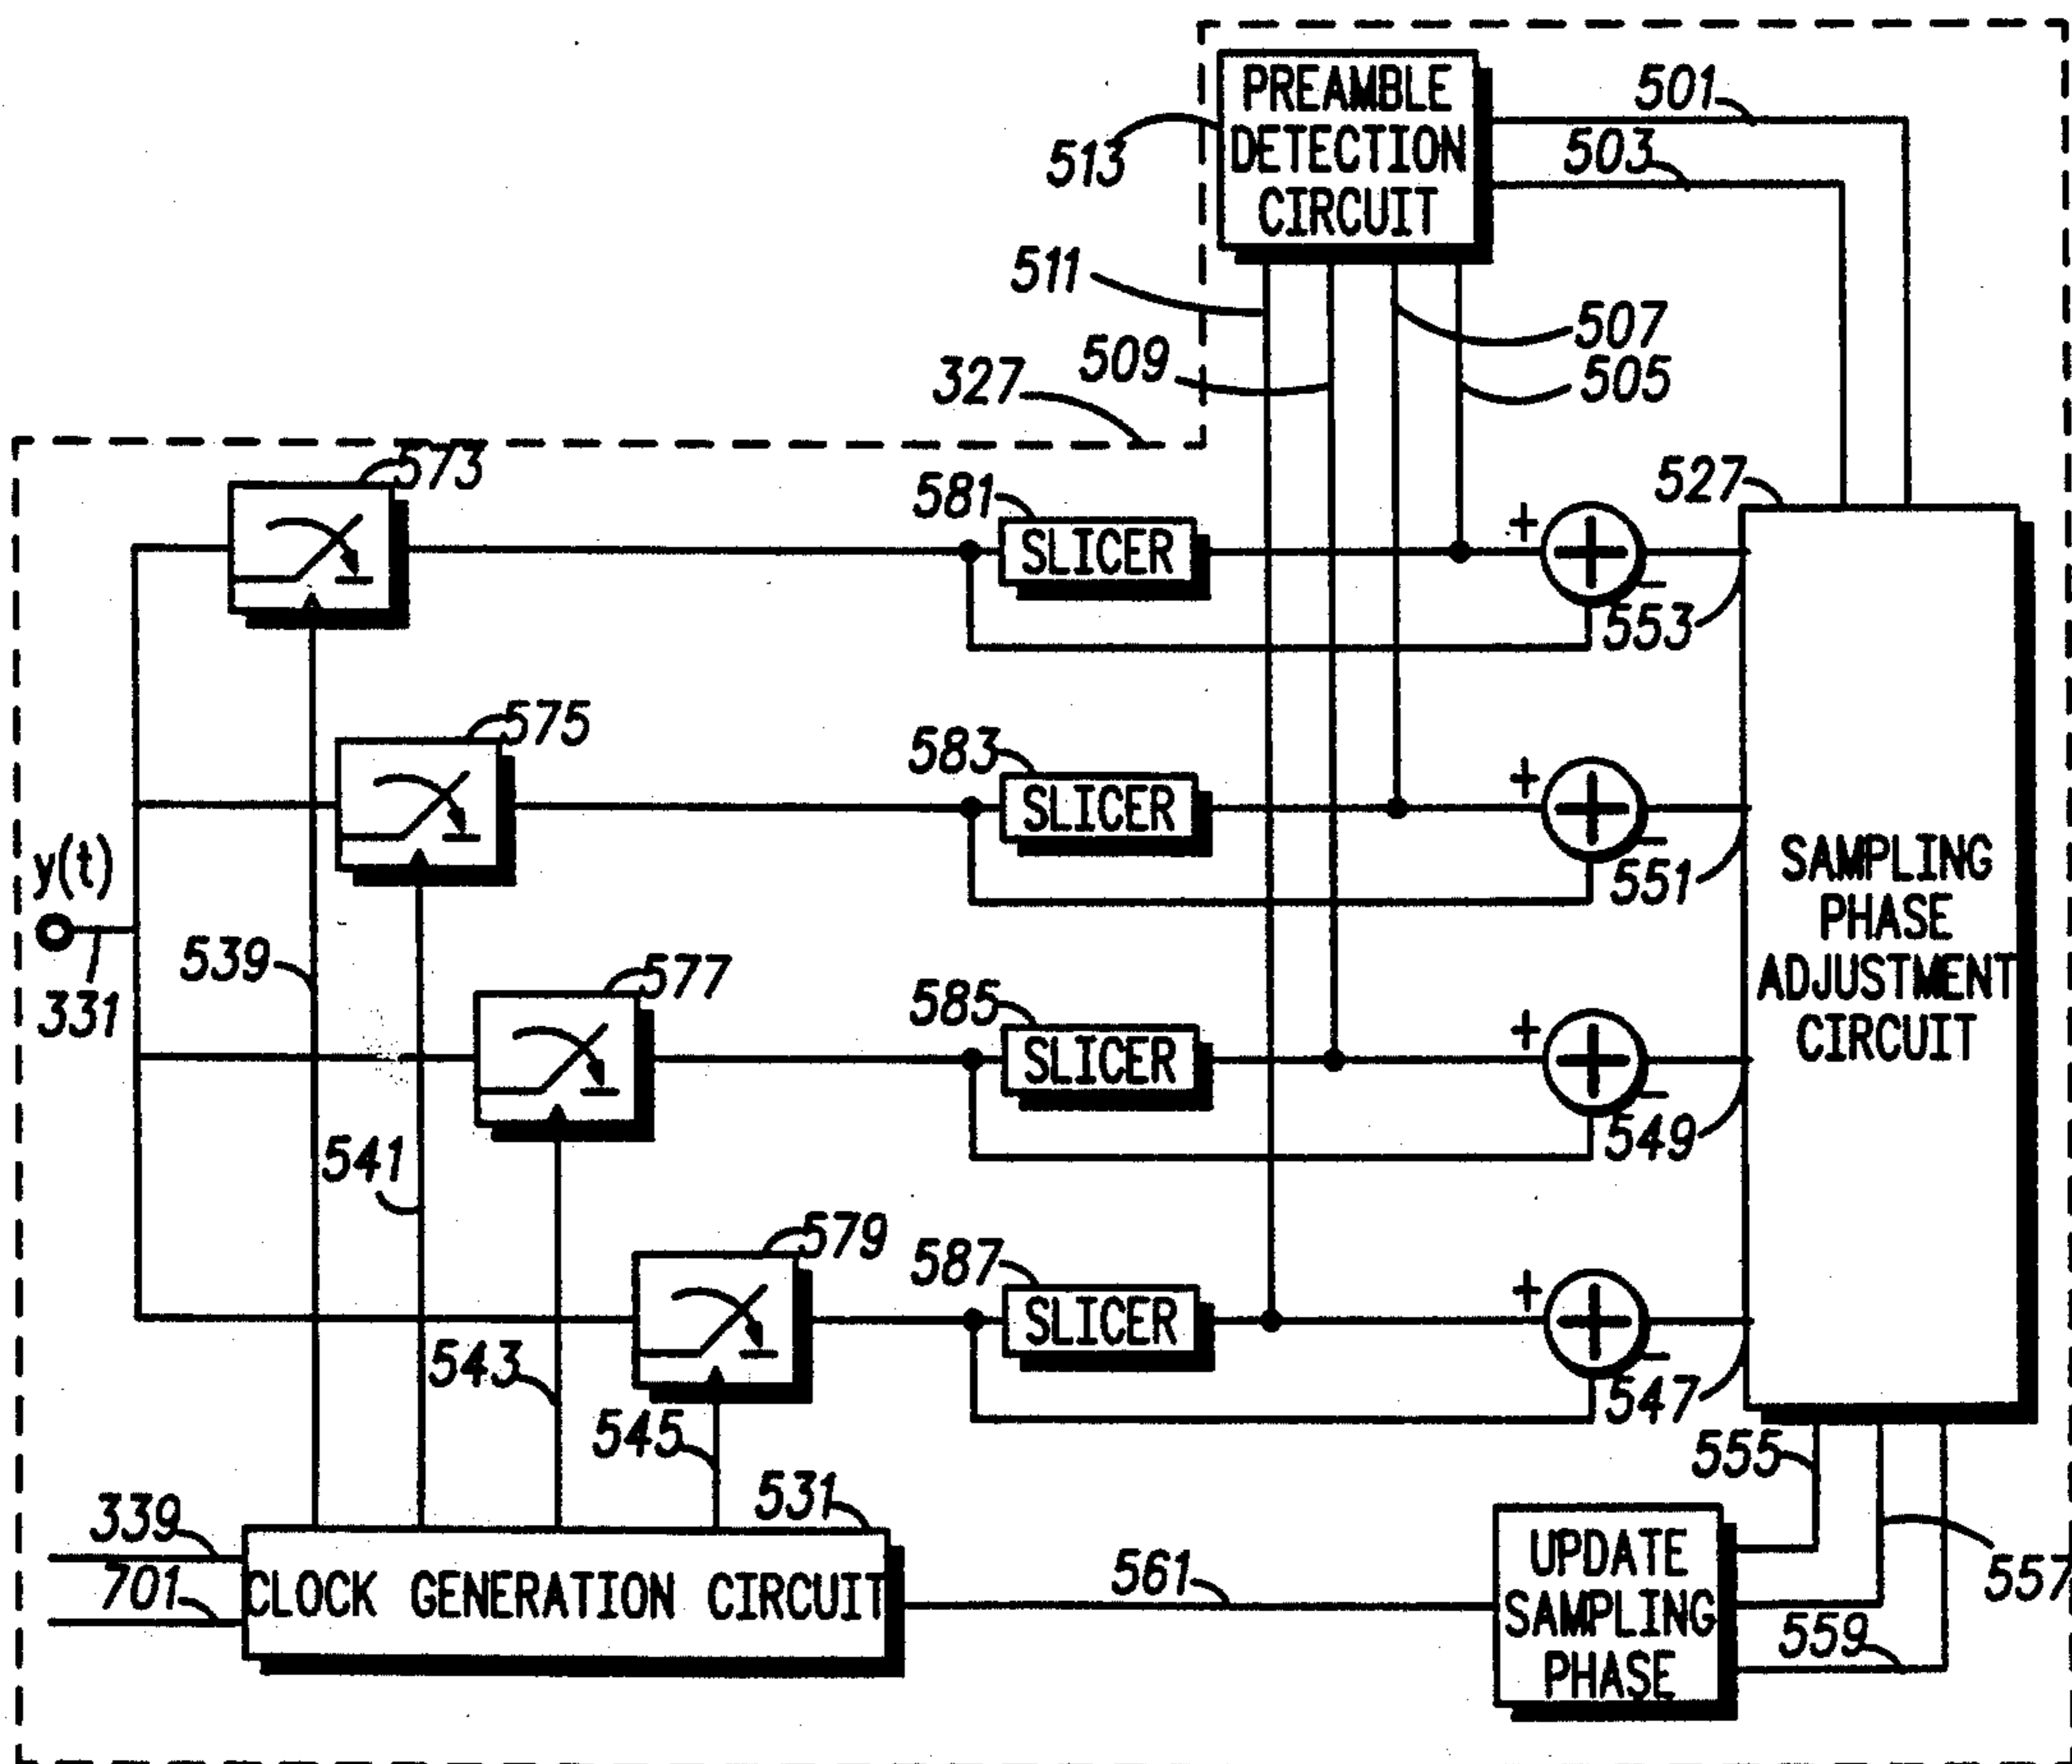 PREAMBLE
DETECTION
CIRCUIT
501
503
513
511
507
509
505
327
573
581
SLICER
+
−
527
553
575
583
SLICER
+
−
551
y(t)
331
SAMPLING
PHASE
ADJUSTMENT
CIRCUIT
539
577
585
SLICER
+
−
549
541
579
587
SLICER
+
−
547
543
545
555
531
339
701
CLOCK GENERATION CIRCUIT
561
UPDATE
SAMPLING
PHASE
557
559